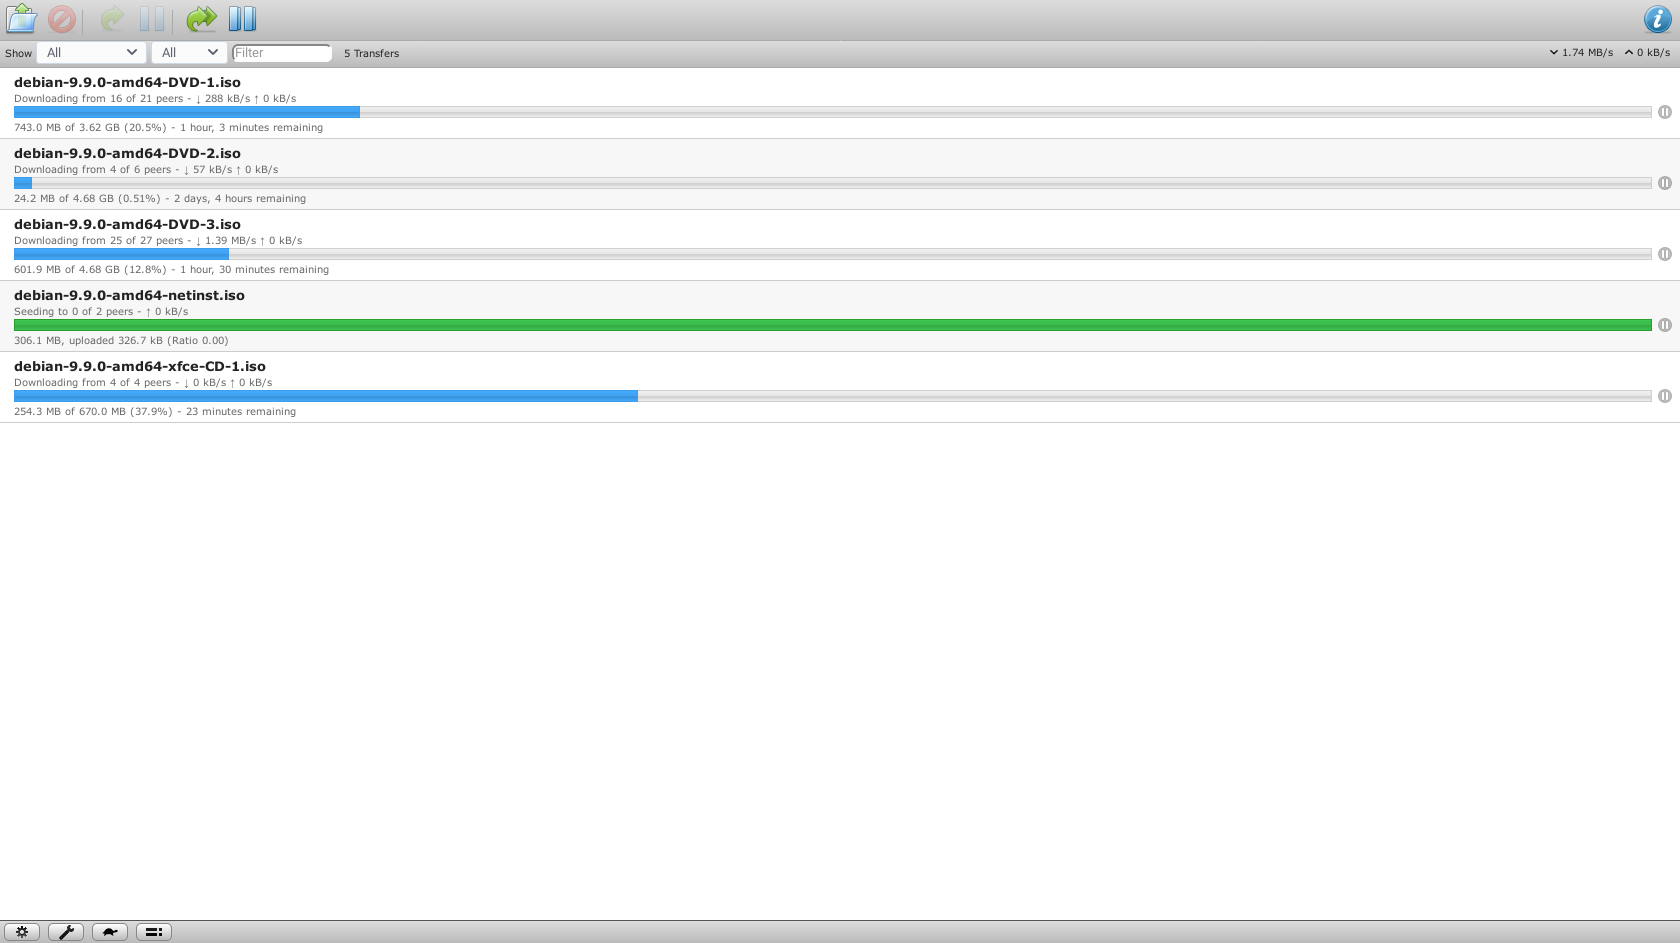 Show All All Filter 5 Transfers 1.74 MB/s 0 kB/s
debian-9.9.0-amd64-DVD-1.iso
Downloading from 16 of 21 peers - ↓ 288 kB/s ↑ 0 kB/s
743.0 MB of 3.62 GB (20.5%) - 1 hour, 3 minutes remaining
debian-9.9.0-amd64-DVD-2.iso
Downloading from 4 of 6 peers - ↓ 57 kB/s ↑ 0 kB/s
24.2 MB of 4.68 GB (0.51%) - 2 days, 4 hours remaining
debian-9.9.0-amd64-DVD-3.iso
Downloading from 25 of 27 peers - ↓ 1.39 MB/s ↑ 0 kB/s
601.9 MB of 4.68 GB (12.8%) - 1 hour, 30 minutes remaining
debian-9.9.0-amd64-netinst.iso
Seeding to 0 of 2 peers - ↑ 0 kB/s
306.1 MB, uploaded 326.7 kB (Ratio 0.00)
debian-9.9.0-amd64-xfce-CD-1.iso
Downloading from 4 of 4 peers - ↓ 0 kB/s ↑ 0 kB/s
254.3 MB of 670.0 MB (37.9%) - 23 minutes remaining